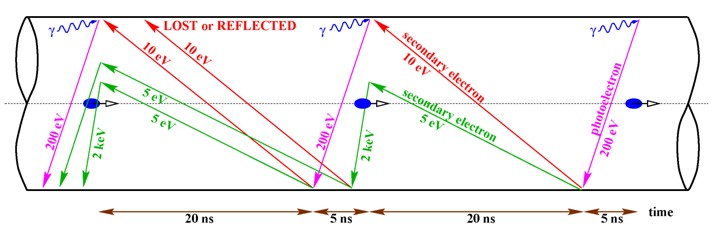 γ
LOST or REFLECTED
γ
γ
10 eV
10 eV
secondary electron
10 eV
5 eV
5 eV
200 eV
2 keV
200 eV
2 keV
secondary electron
5 eV
photoelectron
200 eV
20 ns
5 ns
20 ns
5 ns
time